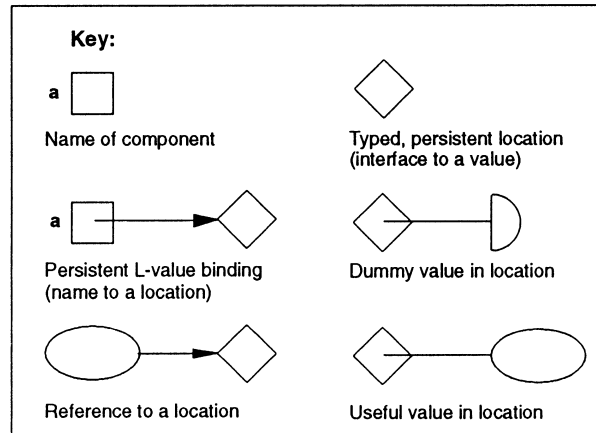 Key:
a
Name of component
Typed, persistent location
(interface to a value)
a
Persistent L-value binding
(name to a location)
Dummy value in location
Reference to a location
Useful value in location